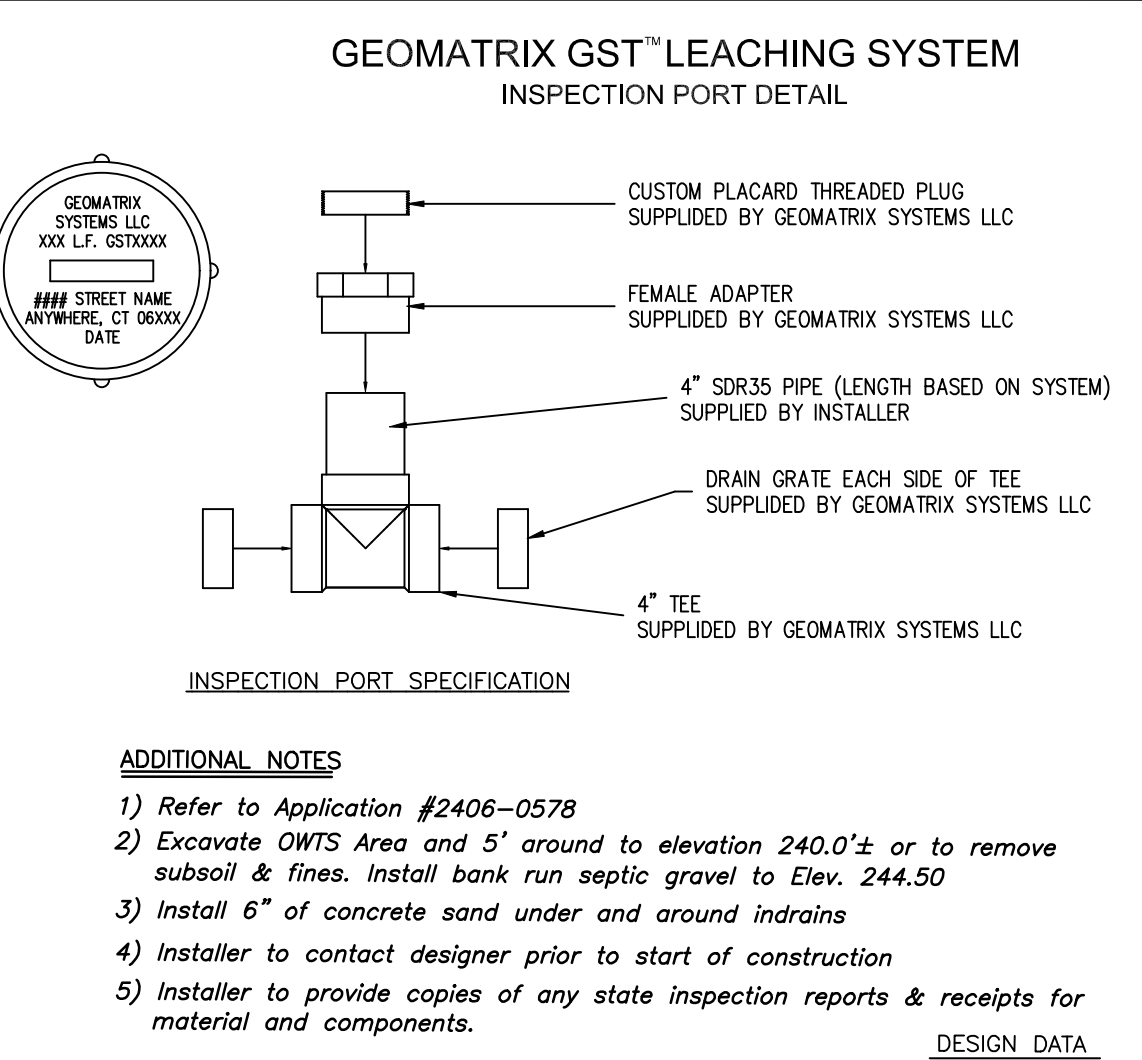 GEOMATRIX GST™ LEACHING SYSTEM
INSPECTION PORT DETAIL
GEOMATRIX
SYSTEMS LLC
XXX L.F. GSTXXXX
#### STREET NAME
ANYWHERE, CT 06XXX
DATE
CUSTOM PLACARD THREADED PLUG
SUPPLIDED BY GEOMATRIX SYSTEMS LLC
FEMALE ADAPTER
SUPPLIDED BY GEOMATRIX SYSTEMS LLC
4" SDR35 PIPE (LENGTH BASED ON SYSTEM)
SUPPLIED BY INSTALLER
DRAIN GRATE EACH SIDE OF TEE
SUPPLIDED BY GEOMATRIX SYSTEMS LLC
4" TEE
SUPPLIDED BY GEOMATRIX SYSTEMS LLC
INSPECTION PORT SPECIFICATION
ADDITIONAL NOTES
1) Refer to Application #2406-0578
2) Excavate OWTS Area and 5' around to elevation 240.0'± or to remove
subsoil & fines. Install bank run septic gravel to Elev. 244.50
3) Install 6" of concrete sand under and around indrains
4) Installer to contact designer prior to start of construction
5) Installer to provide copies of any state inspection reports & receipts for
material and components.
DESIGN DATA